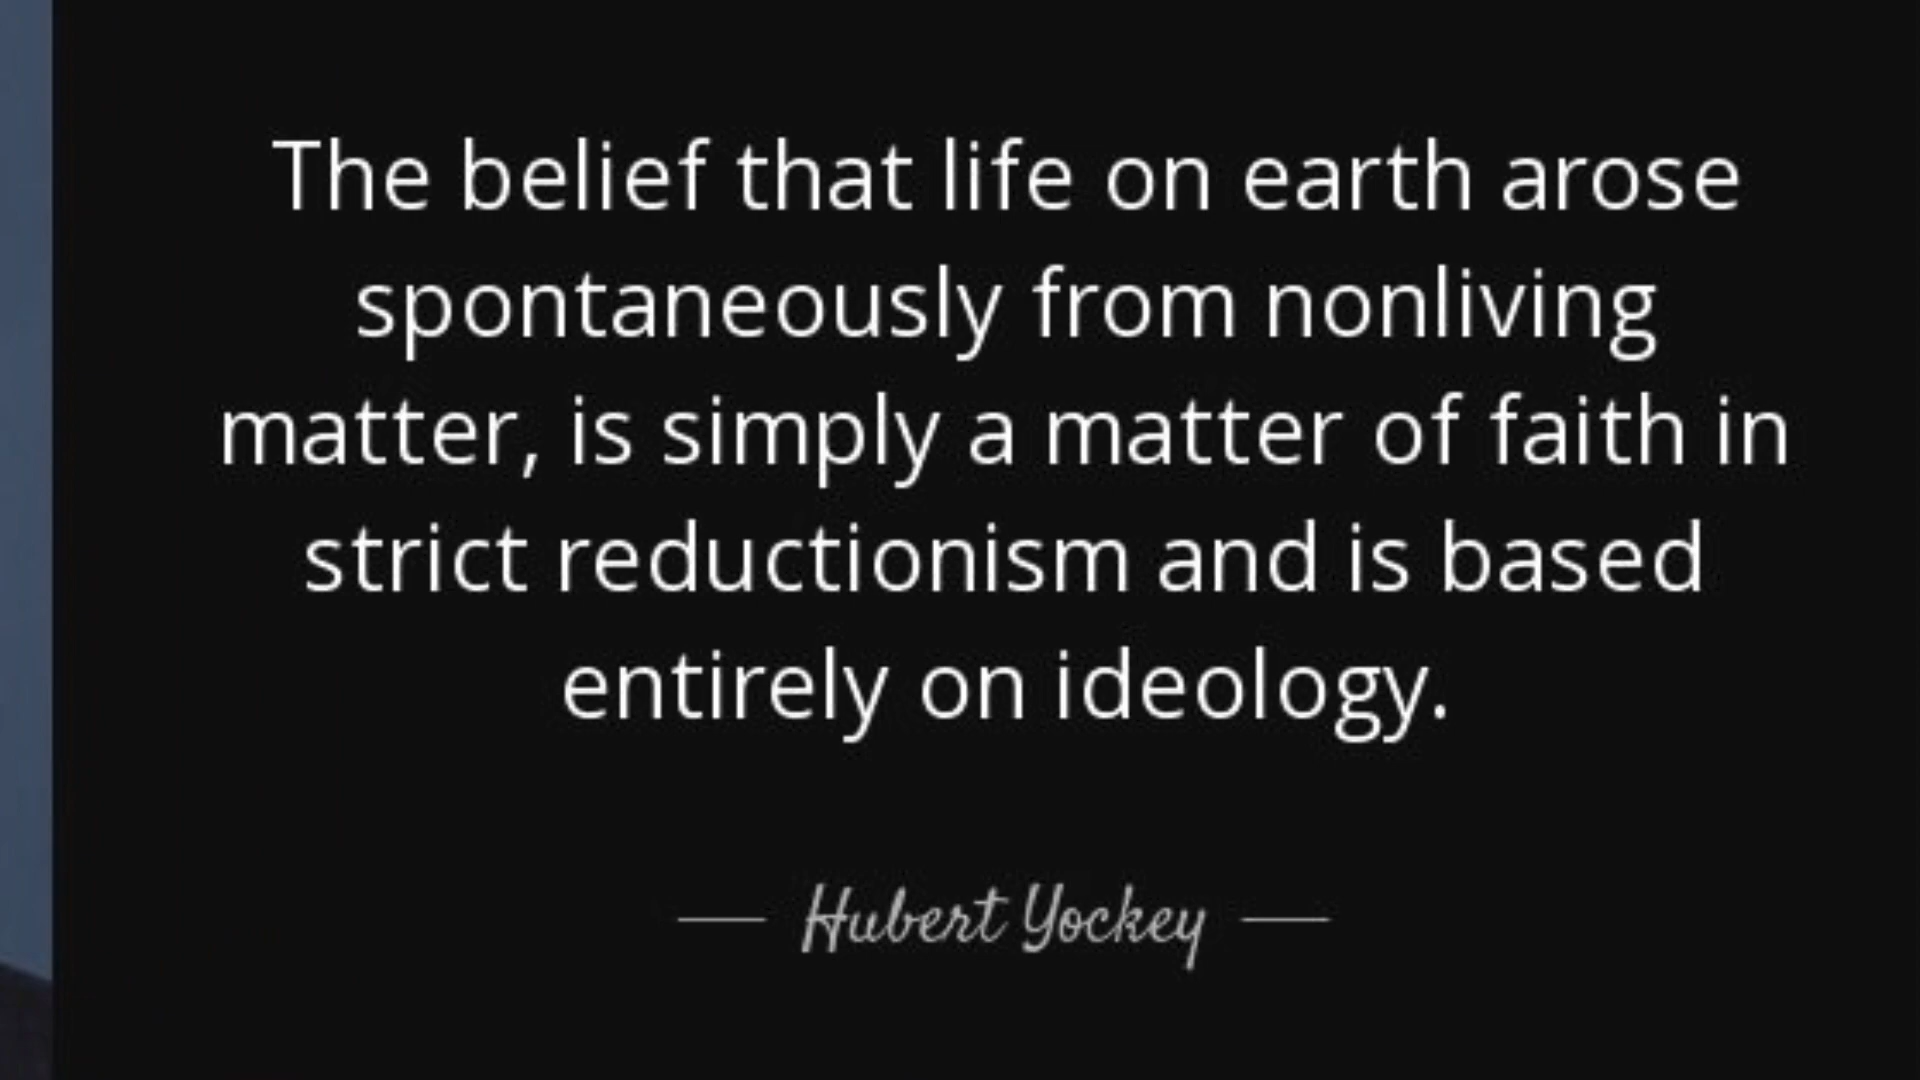 The belief that life on earth arose
spontaneously from nonliving
matter, is simply a matter of faith in
strict reductionism and is based
entirely on ideology.
Hubert Yockey